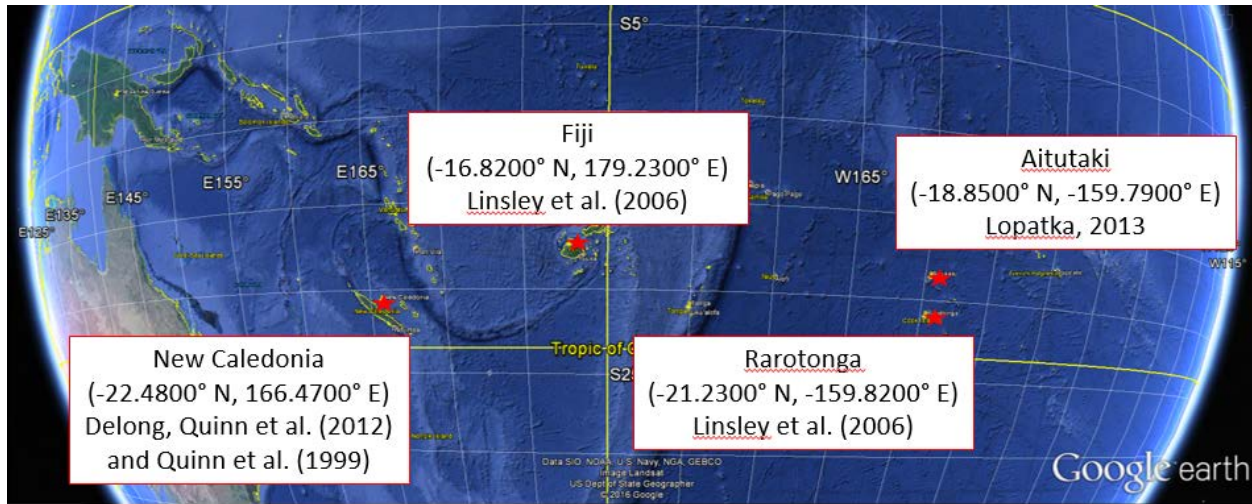 S5°
Fiji
(-16.8200° N, 179.2300° E)
Linsley et al. (2006)
Aitutaki
(-18.8500° N, -159.7900° E)
Lopatka, 2013
E165°
E155°
E145°
E135°
E125°
W165°
W115°
New Caledonia
(-22.4800° N, 166.4700° E)
Delong, Quinn et al. (2012)
and Quinn et al. (1999)
Tropic of
S25
Rarotonga
(-21.2300° N, -159.8200° E)
Linsley et al. (2006)
Data SIO, NOAA, U.S. Navy, NGA, GEBCO
Image Landsat
US Dept of State Geographer
© 2016 Google
Google earth